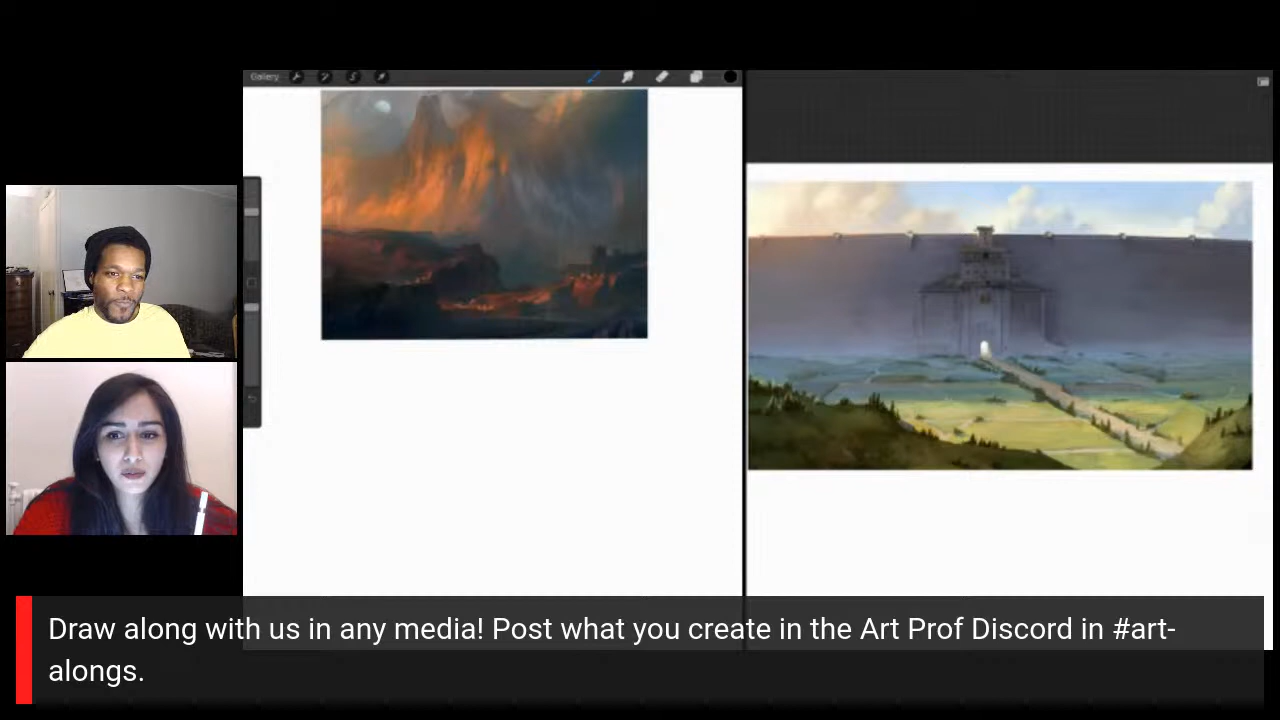 Gallery
Draw along with us in any media! Post what you create in the Art Prof Discord in #art-
alongs.